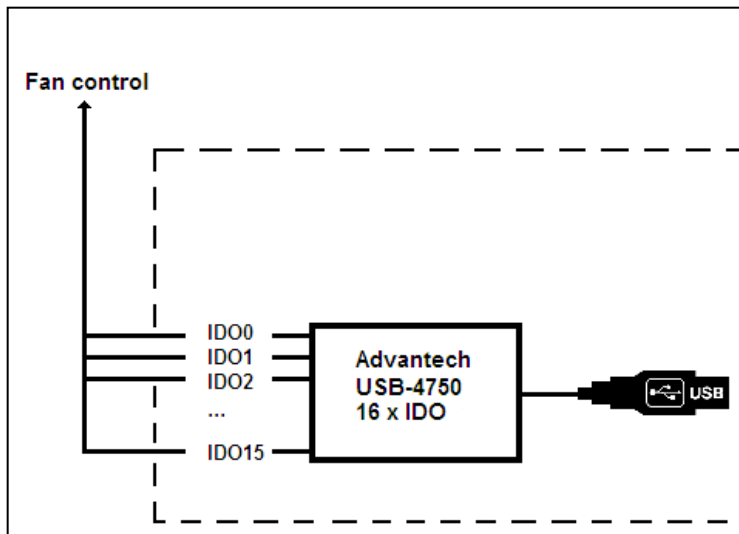 Fan control
IDO0
IDO1
IDO2
...
IDO15
Advantech
USB-4750
16 x IDO
USB